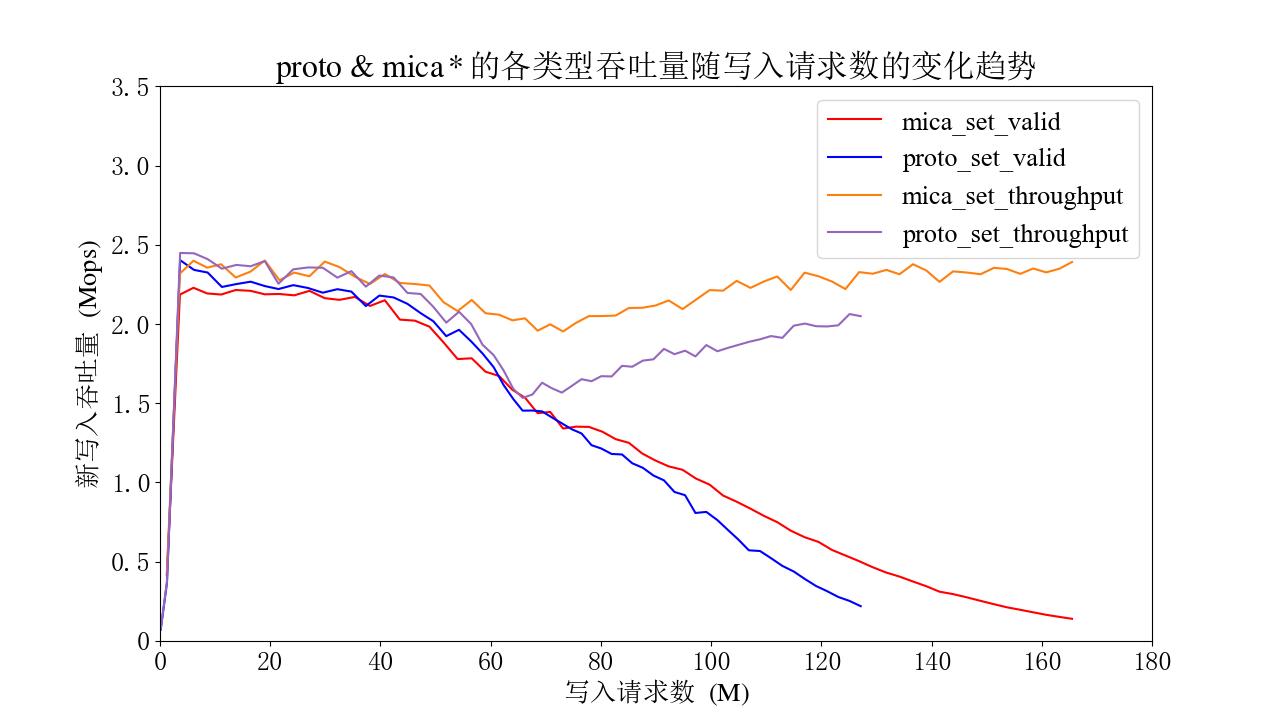 proto & mica* 的各类型吞吐量随写入请求数的变化趋势
3.5
3.0
2.5
2.0
1.5
1.0
0.5
0
新写入吞吐量 (Mops)
mica_set_valid
proto_set_valid
mica_set_throughput
proto_set_throughput
0 20 40 60 80 100 120 140 160 180
写入请求数 (M)